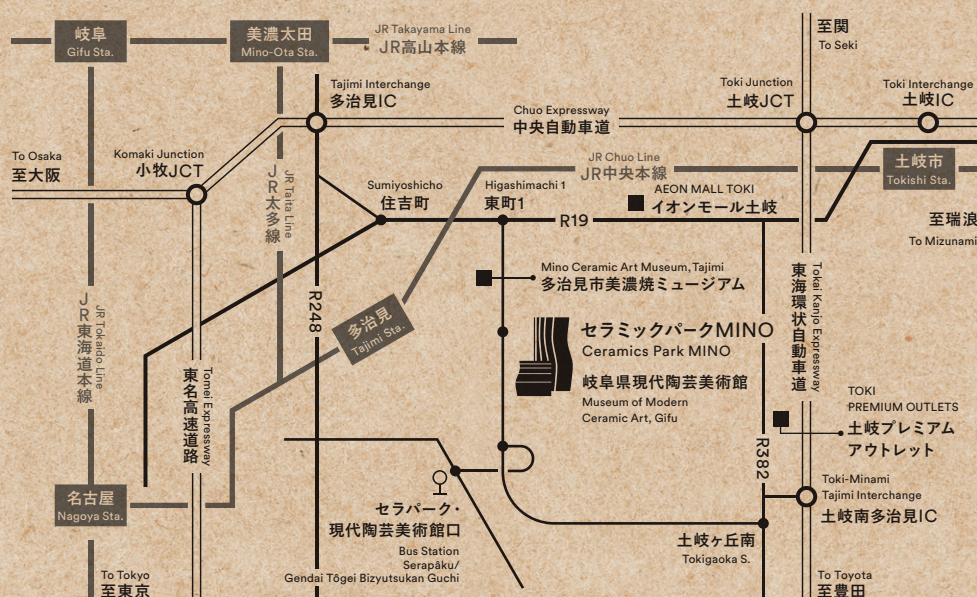 岐阜
Gifu Sta.
美濃太田
Mino-Ota Sta.
JR Takayama Line
JR高山本線
至関
To Seki
Tajimi Interchange
多治見IC
Toki Junction
土岐JCT
Toki Interchange
土岐IC
Chuo Expressway
中央自動車道
To Osaka
至大阪
Komaki Junction
小牧JCT
JR太多線
JR Taita Line
JR Chuo Line
JR中央本線
土岐市
Tokishi Sta.
Sumiyoshicho
住吉町
Higashimachi 1
東町1
AEON MALL TOKI
イオンモール土岐
R19
至瑞浪
To Mizunami
Mino Ceramic Art Museum, Tajimi
多治見市美濃焼ミュージアム
東海環状自動車道
Tokai Kanjo Expressway
JR東海道本線
JR Tokaido Line
R248
多治見
Tajimi Sta.
セラミックパークMINO
Ceramics Park MINO
岐阜県現代陶芸美術館
Museum of Modern
Ceramic Art, Gifu
東名高速道路
Tomei Expressway
TOKI
PREMIUM OUTLETS
土岐プレミアム
アウトレット
R382
名古屋
Nagoya Sta.
Toki-Minami
Tajimi Interchange
土岐南多治見IC
セラパーク・
現代陶芸美術館口
Bus Station
Serapâku/
Gendai Tôgei Bizyutsukan Guchi
土岐ヶ丘南
Tokigaoka S.
To Tokyo
至東京
To Toyota
至豊田